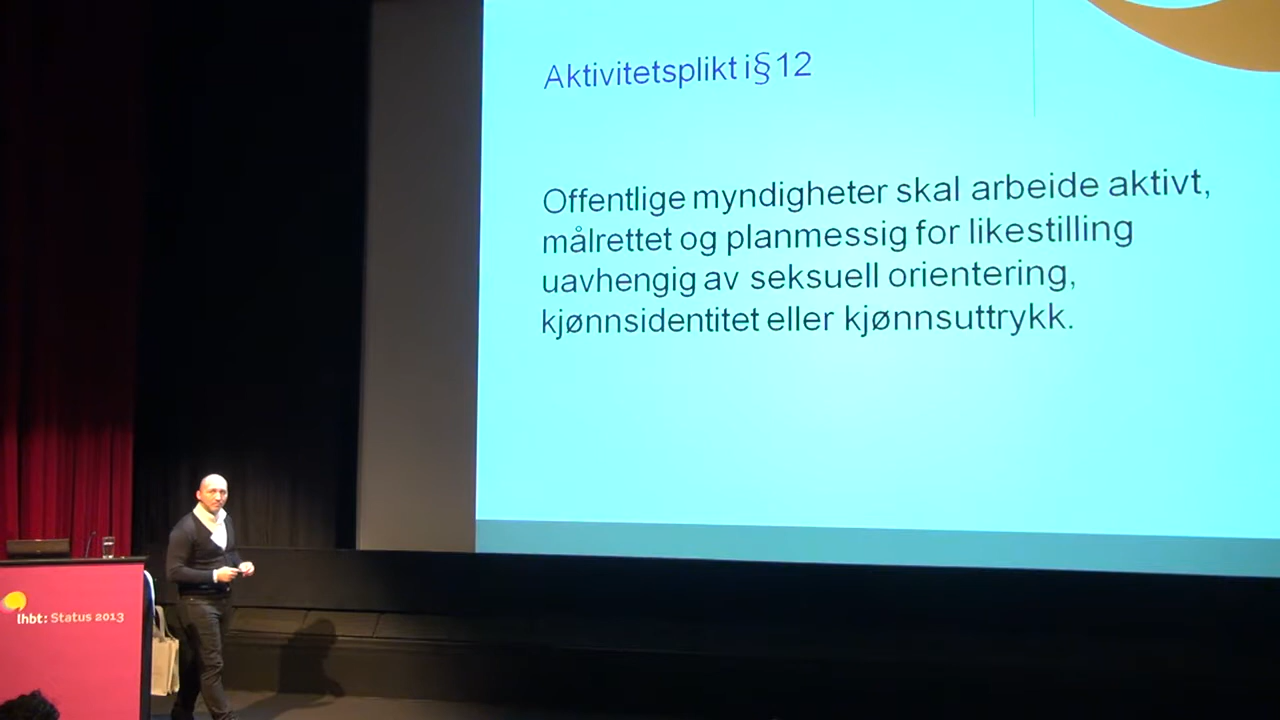 Aktivitetsplikt i § 12
Offentlige myndigheter skal arbeide aktivt,
målrettet og planmessig for likestilling
uavhengig av seksuell orientering,
kjønnsidentitet eller kjønnsuttrykk.
lhbt: Status 2013